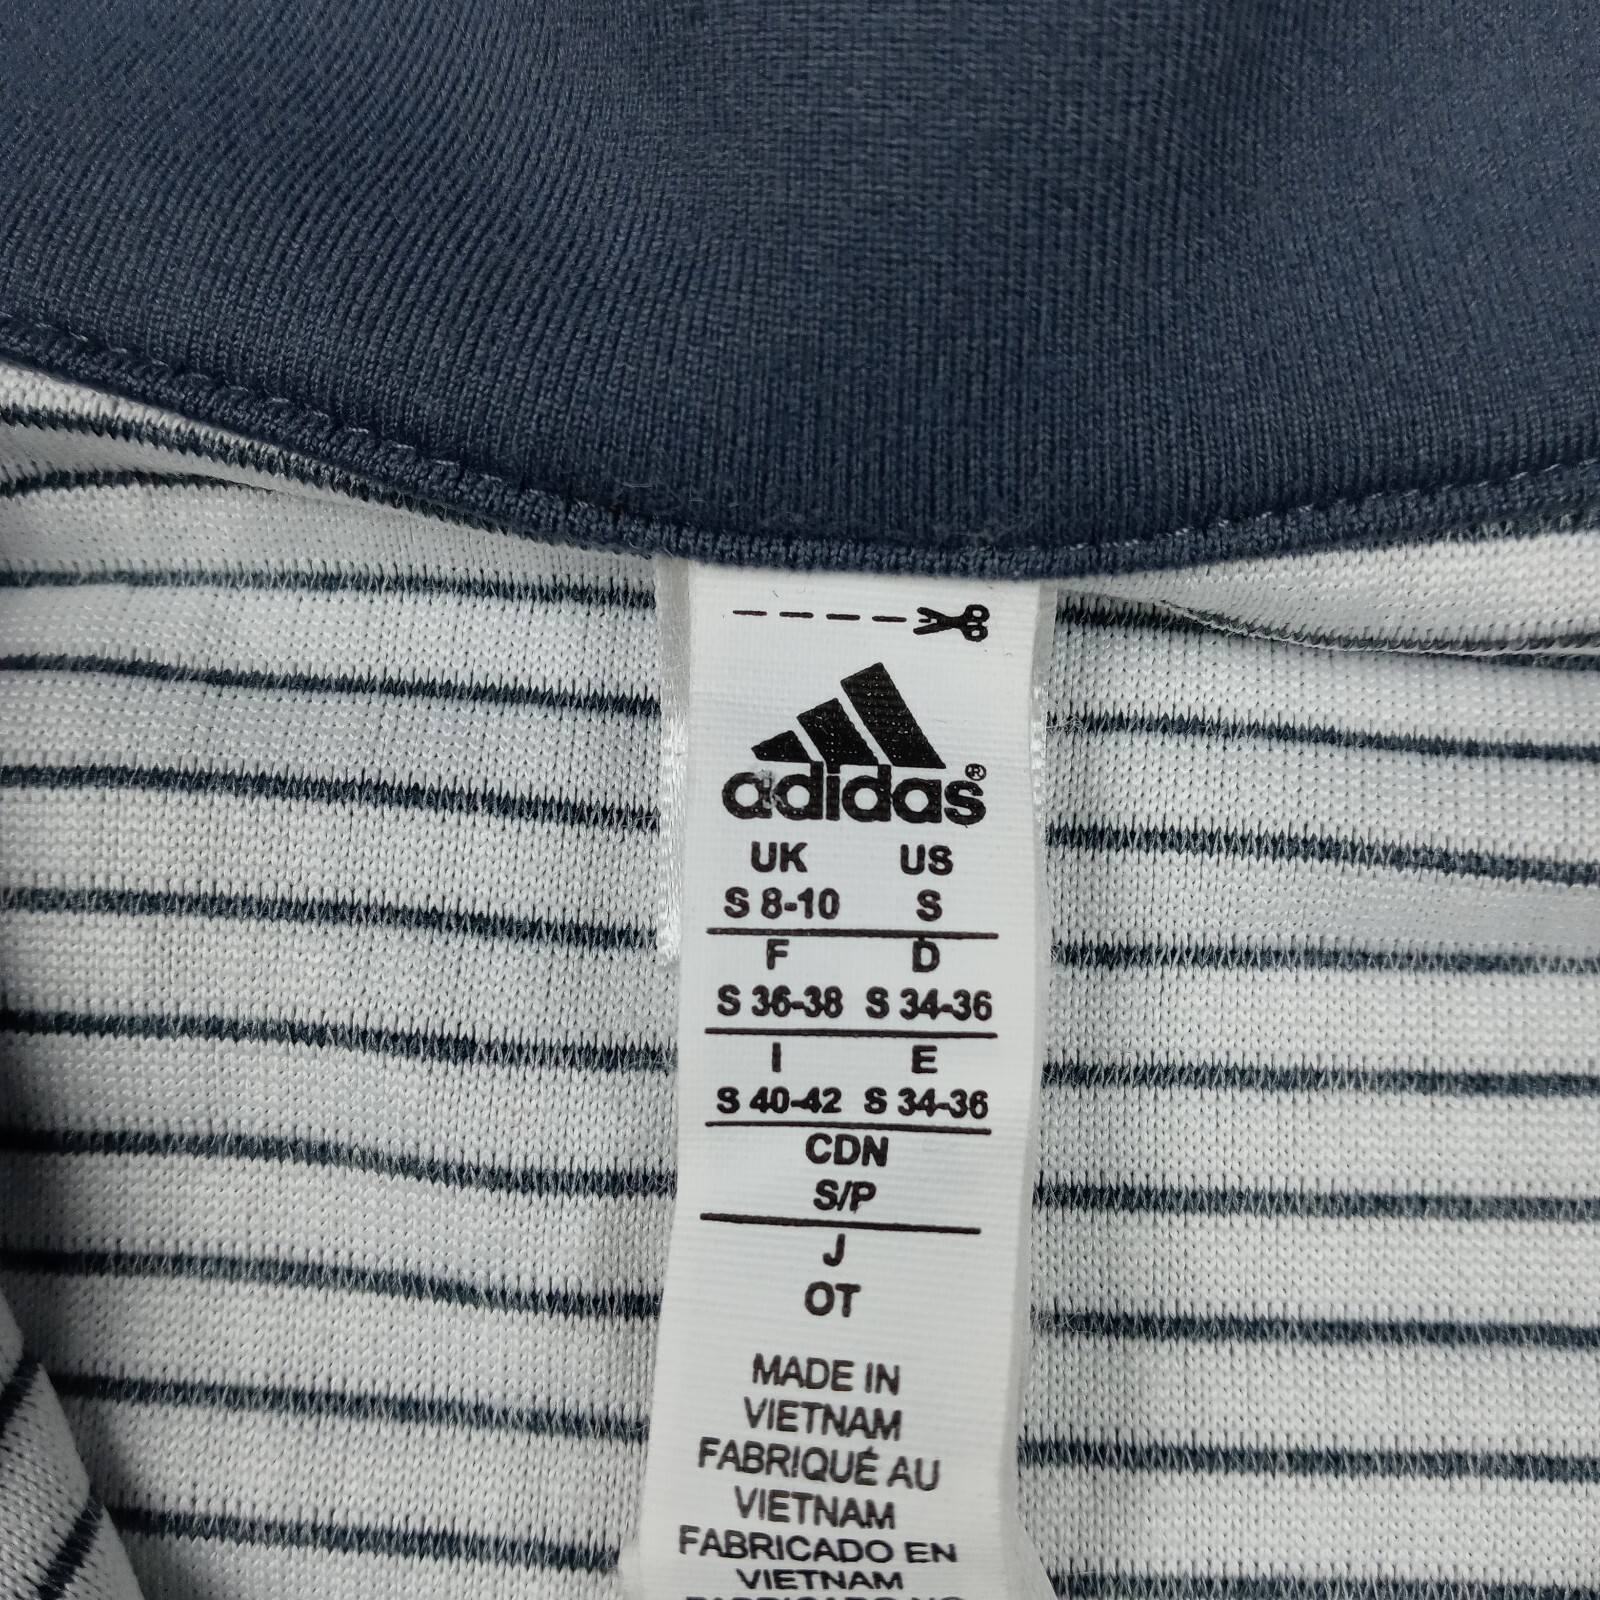 adidas®
UK US
S 8-10 S
F D
S 36-38 S 34-36
I E
S 40-42 S 34-36
CDN
S/P
J
OT
MADE IN
VIETNAM
FABRIQUÉ AU
VIETNAM
FABRICADO EN
VIETNAM